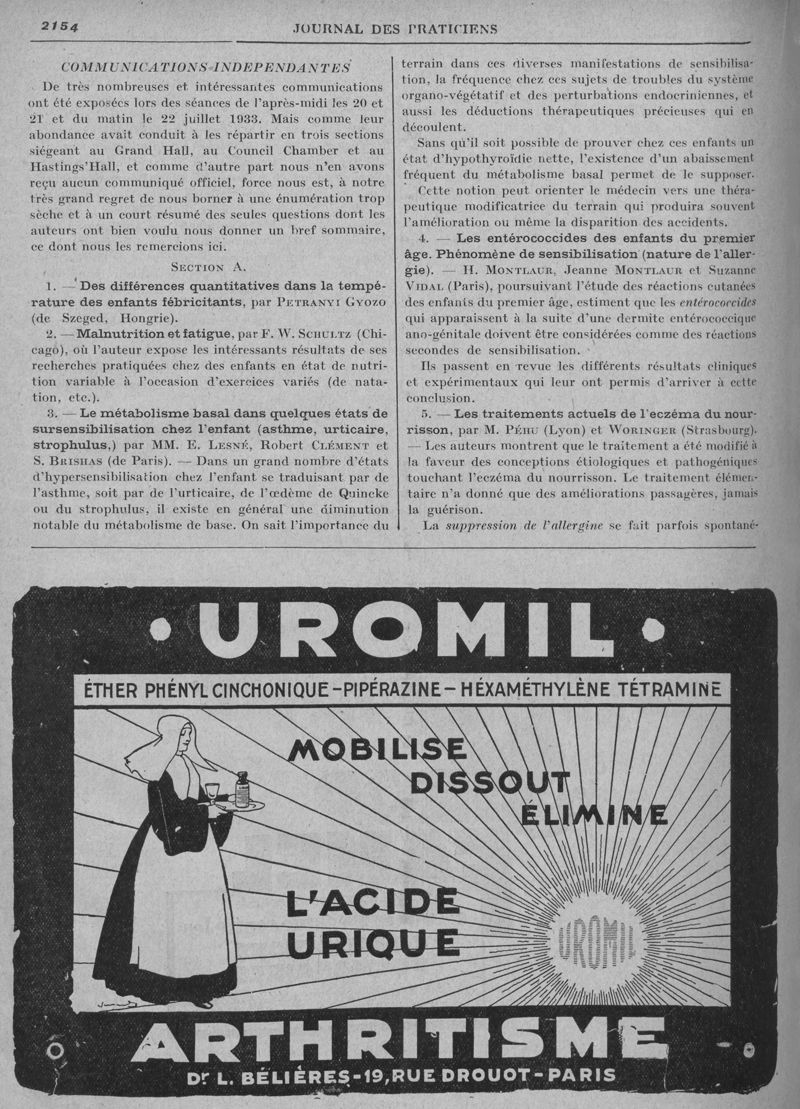 2154
JOURNAL DES PRATICIENS
COMMUNICATIONS INDEPENDANTES
De très nombreuses et intéressantes communications
ont été exposées lors des séances de l'après-midi les 20 et
21 et du matin le 22 juillet 1933. Mais comme leur
abondance avait conduit à les répartir en trois sections
siégeant au Grand Hall, au Council Chamber et au
Hastings'Hall, et comme d'autre part nous n'en avons
reçu aucun communiqué officiel, force nous est, à notre
très grand regret de nous borner à une énumération trop
sèche et à un court résumé des seules questions dont les
auteurs ont bien voulu nous donner un bref sommaire,
ce dont nous les remercions ici.
SECTION A.
1. — Des différences quantitatives dans la tempé-
rature des enfants fébricitants, par PETRANYI GYOZO
(de Szeged, Hongrie).
2. — Malnutrition et fatigue, par F. W. SCHULTZ (Chi-
cago), où l'auteur expose les intéressants résultats de ses
recherches pratiquées chez des enfants en état de nutri-
tion variable à l'occasion d'exercices variés (de nata-
tion, etc.).
3. — Le métabolisme basal dans quelques états de
sursensibilisation chez l'enfant (asthme, urticaire,
strophulus,) par MM. E. LESNÉ, Robert CLÉMENT et
S. BRISHAS (de Paris). — Dans un grand nombre d'états
d'hypersensibilisation chez l'enfant se traduisant par de
l'asthme, soit par de l'urticaire, de l'œdème de Quincke
ou du strophulus, il existe en général une diminution
notable du métabolisme de base. On sait l'importance du
terrain dans ces diverses manifestations de sensibilisa-
tion, la fréquence chez ces sujets de troubles du système
organo-végétatif et des perturbations endocriniennes, et
aussi les déductions thérapeutiques précieuses qui en
découlent.
Sans qu'il soit possible de prouver chez ces enfants un
état d'hypothyroïdie nette, l'existence d'un abaissement
fréquent du métabolisme basal permet de le supposer.
Cette notion peut orienter le médecin vers une théra-
peutique modificatrice du terrain qui produira souvent
l'amélioration ou même la disparition des accidents.
4. — Les entérococcides des enfants du premier
âge. Phénomène de sensibilisation (nature de l'aller-
gie). — H. MONTLAUR, Jeanne MONTLAUR et Suzanne
VIDAL (Paris), poursuivant l'étude des réactions cutanées
des enfants du premier âge, estiment que les entérococcides
qui apparaissent à la suite d'une dermite entérococcique
ano-génitale doivent être considérées comme des réactions
secondes de sensibilisation.
Ils passent en revue les différents résultats cliniques
et expérimentaux qui leur ont permis d'arriver à cette
conclusion.
5. — Les traitements actuels de l'eczéma du nour-
risson, par M. PÉHU (Lyon) et WORINGER (Strasbourg).
— Les auteurs montrent que le traitement a été modifié à
la faveur des conceptions étiologiques et pathogéniques
touchant l'eczéma du nourrisson. Le traitement élémen-
taire n'a donné que des améliorations passagères, jamais
la guérison.
La suppression de l'allergine se fait parfois spontané-
• UROMIL •
ÉTHER PHÉNYL CINCHONIQUE - PIPÉRAZINE - HÉXAMÉTHYLÈNE TÉTRAMINE
MOBILISE
DISSOUT
ÉLIMINE
L'ACIDE
URIQUE
UROMIL
ARTHRITISME
Dr L. BÉLIÈRES - 19, RUE DROUOT - PARIS